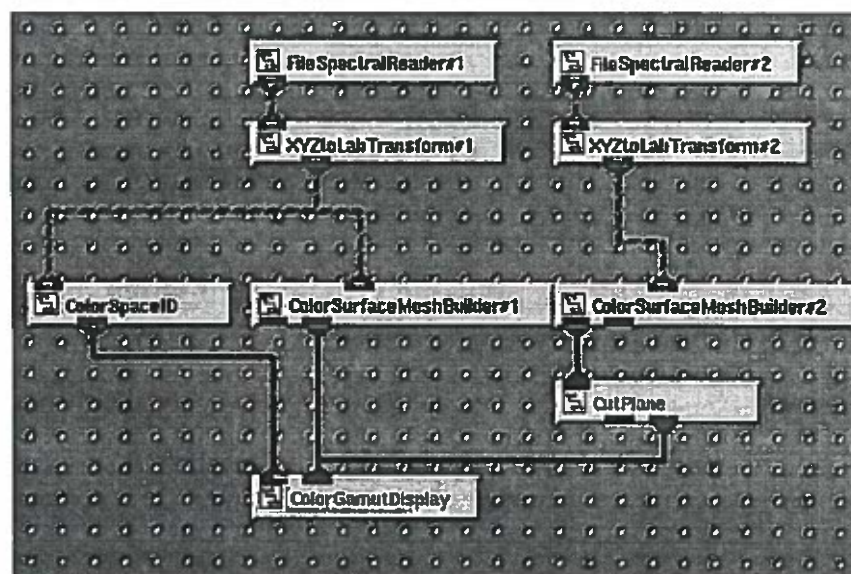 FileSpectralReader#1
FileSpectralReader#2
XYZtoLabTransform#1
XYZtoLabTransform#2
ColorSpaceID
ColorSurfaceMeshBuilder#1
ColorSurfaceMeshBuilder#2
CutPlane
ColorGamutDisplay